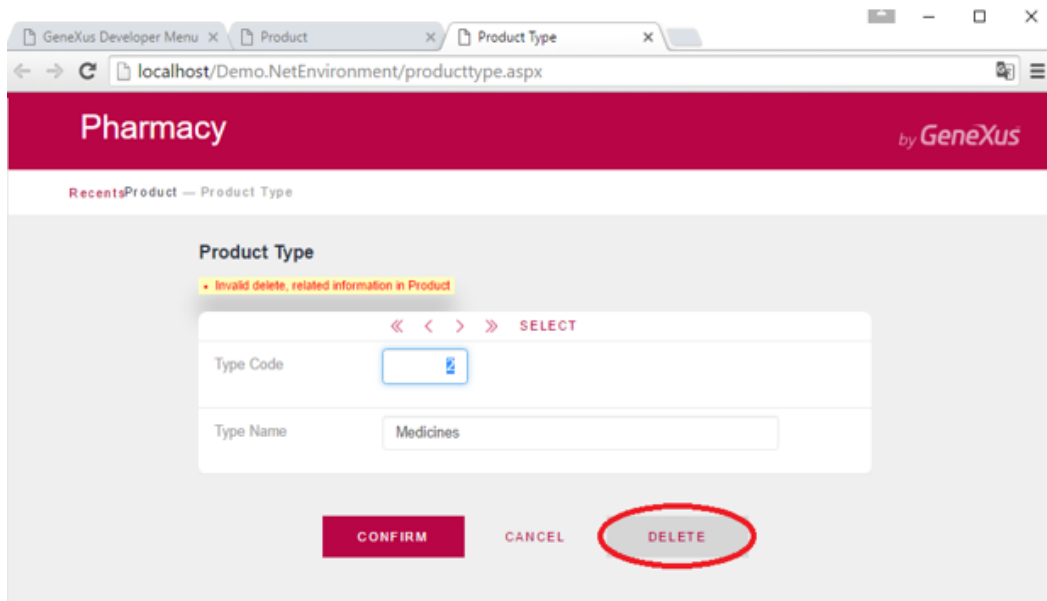 GeneXus Developer Menu Product Product Type
localhost/Demo.NetEnvironment/producttype.aspx
Pharmacy by GeneXus
RecentsProduct — Product Type
Product Type
• Invalid delete, related information in Product
SELECT
Type Code 2
Type Name Medicines
CONFIRM CANCEL DELETE